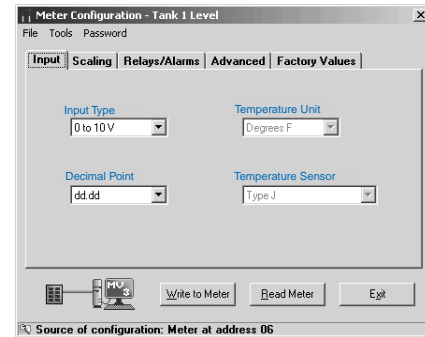 Meter Configuration - Tank 1 Level
File Tools Password
Input Scaling Relays/Alarms Advanced Factory Values
Input Type Temperature Unit
0 to 10 V Degrees F
Decimal Point Temperature Sensor
dd.dd Type J
MV 3 Write to Meter Read Meter Exit
Source of configuration: Meter at address 06